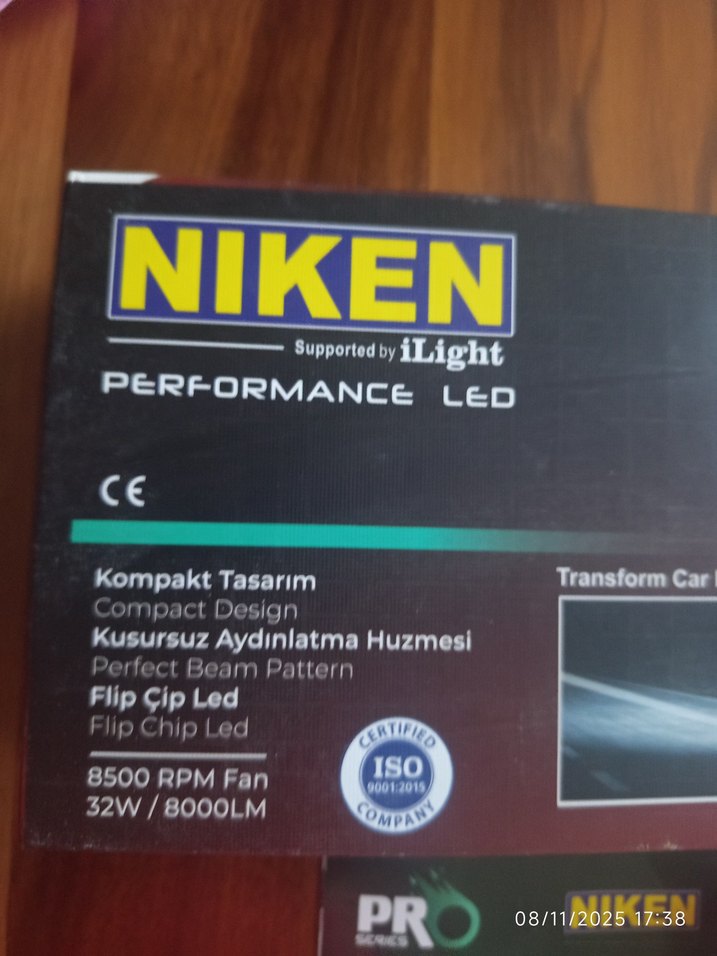 NIKEN
Supported by iLight
PERFORMANCE LED
CE
Kompakt Tasarım
Compact Design
Kusursuz Aydınlatma Huzmesi
Perfect Beam Pattern
Flip Çip Led
Flip Chip Led
8500 RPM Fan
32W / 8000LM
CERTIFIED
ISO
9001:2015
COMPANY
Transform Car
PRO
SERIES
NIKEN
08/11/2025 17:38